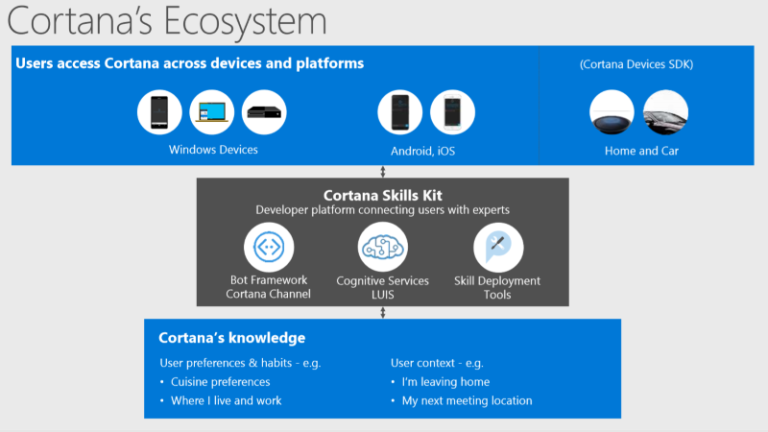 Cortana's Ecosystem
Users access Cortana across devices and platforms
(Cortana Devices SDK)
Windows Devices
Android, iOS
Home and Car
Cortana Skills Kit
Developer platform connecting users with experts
Bot Framework
Cortana Channel
Cognitive Services
LUIS
Skill Deployment
Tools
Cortana's knowledge
User preferences & habits - e.g.
• Cuisine preferences
• Where I live and work
User context - e.g.
• I'm leaving home
• My next meeting location